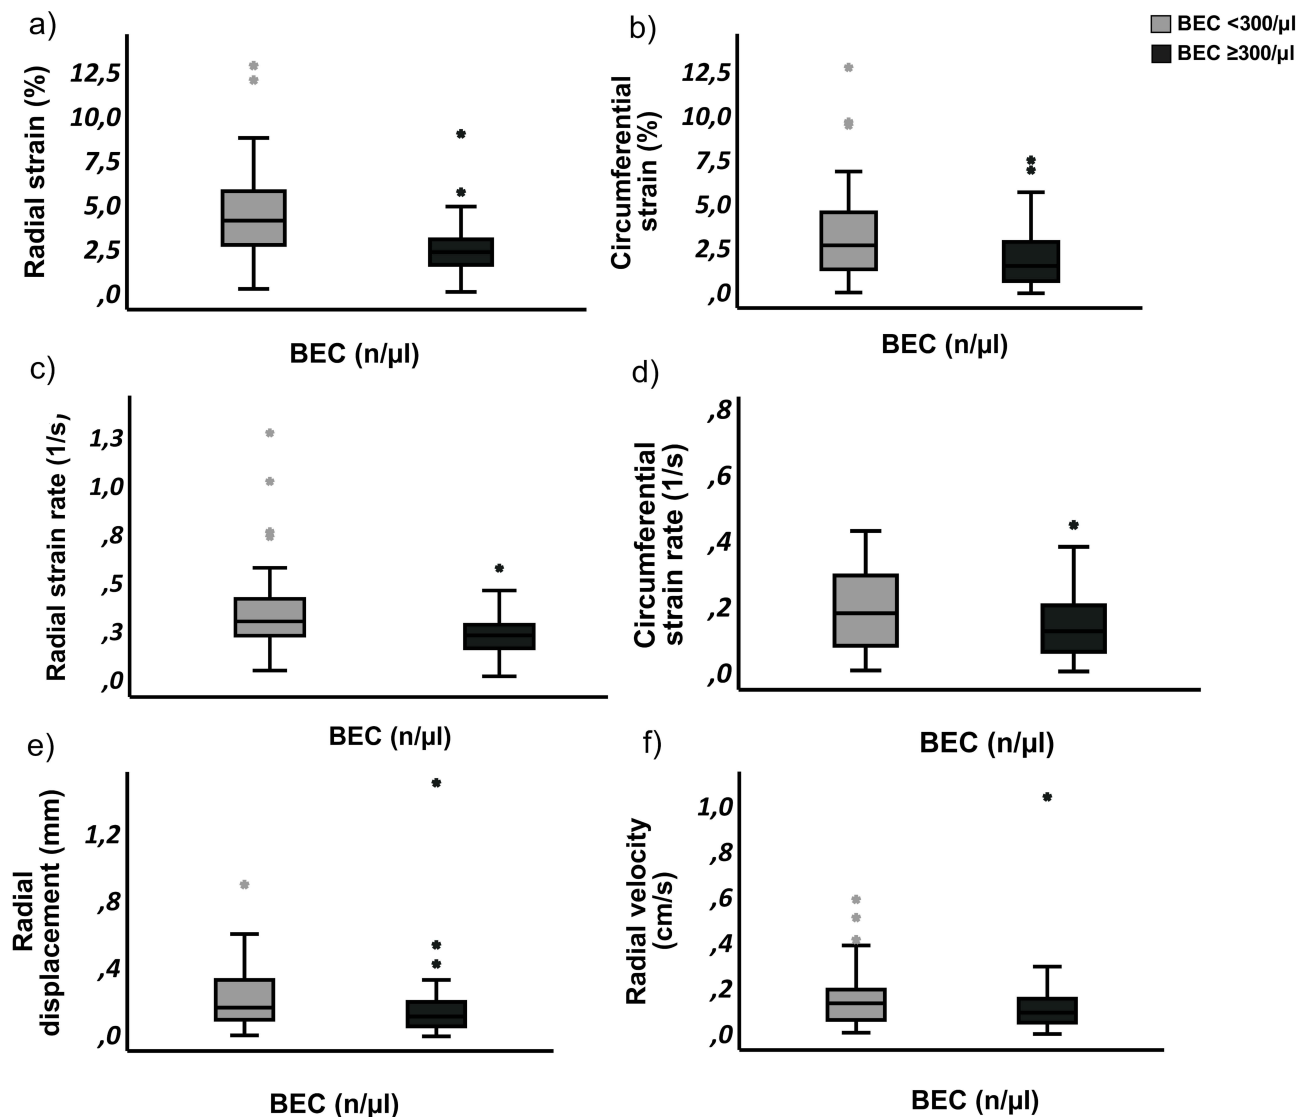 a)
Radial strain (%)
12,5
10,0
7,5
5,0
2,5
,0
BEC (n/µl)
b)
Circumferential
strain (%)
12,5
10,0
7,5
5,0
2,5
,0
BEC (n/µl)
BEC <300/µl
BEC ≥300/µl
c)
Radial strain rate (1/s)
1,3
1,0
,8
,5
,3
,0
BEC (n/µl)
d)
Circumferential
strain rate (1/s)
,8
,6
,4
,2
,0
BEC (n/µl)
e)
Radial
displacement (mm)
1,2
,8
,4
,0
BEC (n/µl)
f)
Radial velocity
(cm/s)
1,0
,8
,6
,4
,2
,0
BEC (n/µl)